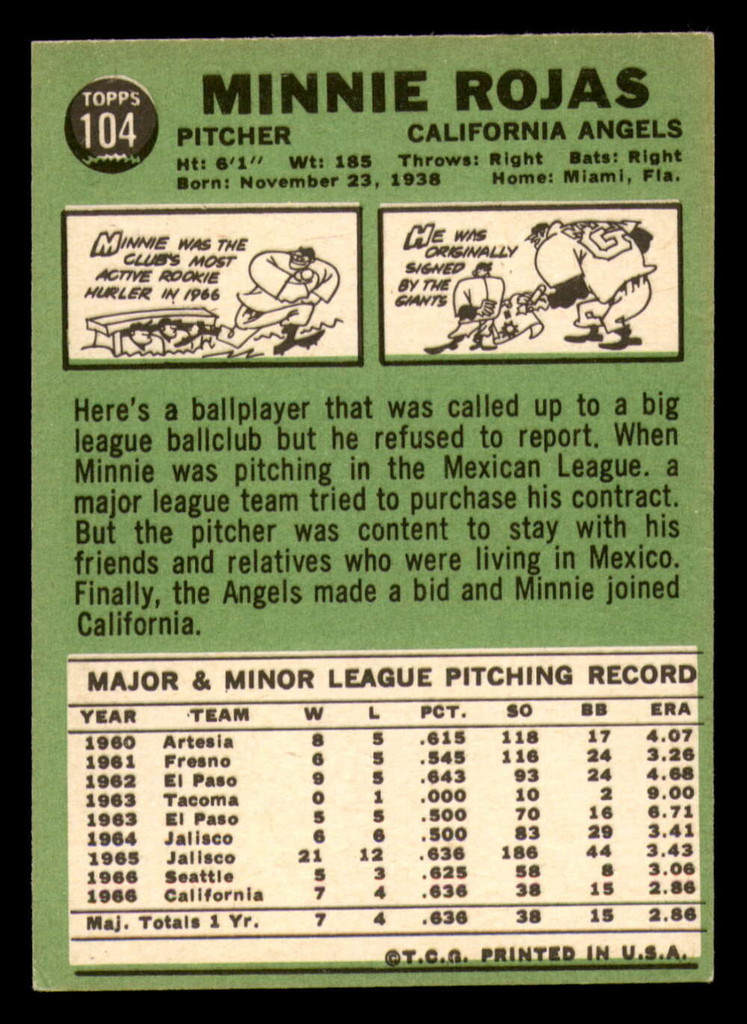 TOPPS
104
MINNIE ROJAS
PITCHER CALIFORNIA ANGELS
Ht: 6'1" Wt: 185 Throws: Right Bats: Right
Born: November 23, 1938 Home: Miami, Fla.
MINNIE WAS THE
CLUB'S MOST
ACTIVE ROOKIE
HURLER IN 1966
HE WAS
ORIGINALLY
SIGNED
BY THE
GIANTS
G
Here's a ballplayer that was called up to a big
league ballclub but he refused to report. When
Minnie was pitching in the Mexican League. a
major league team tried to purchase his contract.
But the pitcher was content to stay with his
friends and relatives who were living in Mexico.
Finally, the Angels made a bid and Minnie joined
California.
MAJOR & MINOR LEAGUE PITCHING RECORD
YEAR TEAM W L PCT. SO BB ERA
1960 Artesia 8 5 .615 118 17 4.07
1961 Fresno 6 5 .545 116 24 3.26
1962 El Paso 9 5 .643 93 24 4.68
1963 Tacoma 0 1 .000 10 2 9.00
1963 El Paso 5 5 .500 70 16 6.71
1964 Jalisco 6 6 .500 83 29 3.41
1965 Jalisco 21 12 .636 186 44 3.43
1966 Seattle 5 3 .625 58 8 3.06
1966 California 7 4 .636 38 15 2.86
Maj. Totals 1 Yr. 7 4 .636 38 15 2.86
©T.C.G. PRINTED IN U.S.A.